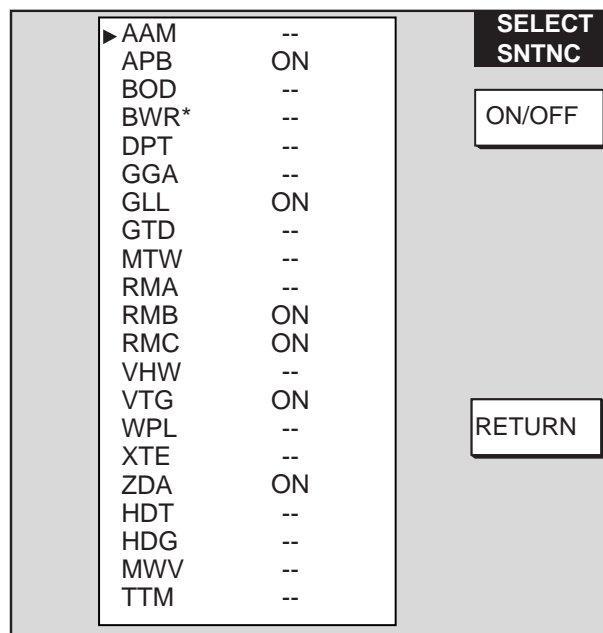 ►AAM --
APB ON
BOD --
BWR* --
DPT --
GGA --
GLL ON
GTD --
MTW --
RMA --
RMB ON
RMC ON
VHW --
VTG ON
WPL --
XTE --
ZDA ON
HDT --
HDG --
MWV --
TTM --
SELECT
SNTNC
ON/OFF
RETURN